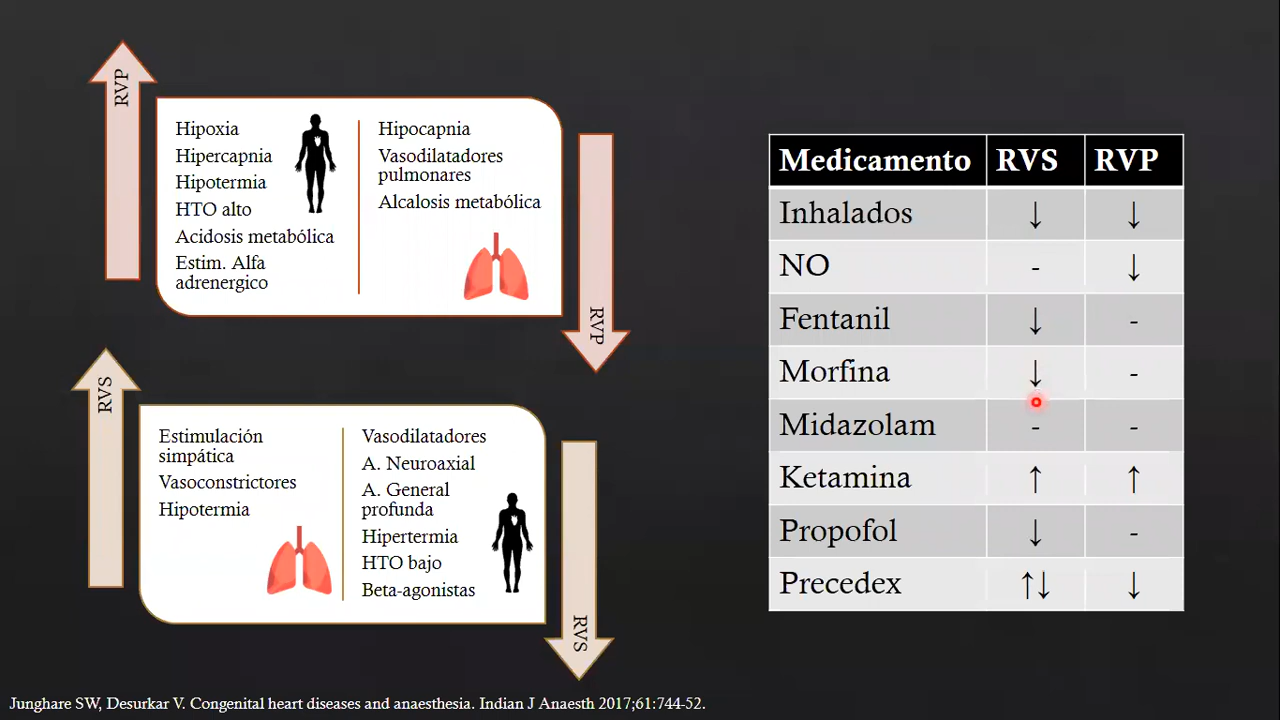 RVP
Hipoxia
Hipercapnia
Hipotermia
HTO alto
Acidosis metabólica
Estim. Alfa
adrenergico
Hipocapnia
Vasodilatadores
pulmonares
Alcalosis metabólica
RVP
RVS
Estimulación
simpática
Vasoconstrictores
Hipotermia
Vasodilatadores
A. Neuroaxial
A. General
profunda
Hipertermia
HTO bajo
Beta-agonistas
RVS
Medicamento RVS RVP
Inhalados ↓ ↓
NO - ↓
Fentanil ↓ -
Morfina ↓ -
Midazolam - -
Ketamina ↑ ↑
Propofol ↓ -
Precedex ↑↓ ↓
Junghare SW, Desurkar V. Congenital heart diseases and anaesthesia. Indian J Anaesth 2017;61:744-52.